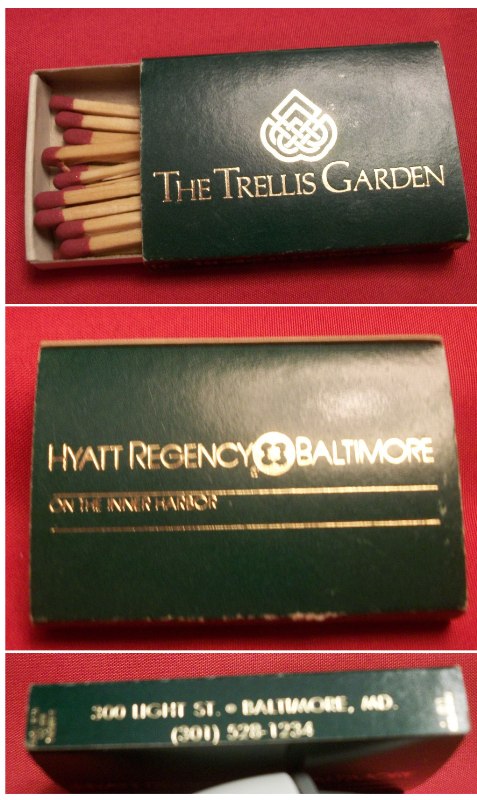 THE TRELLIS GARDEN
HYATT REGENCY BALTIMORE
ON THE INNER HARBOR
300 LIGHT ST. • BALTIMORE, MD.
(301) 528-1234